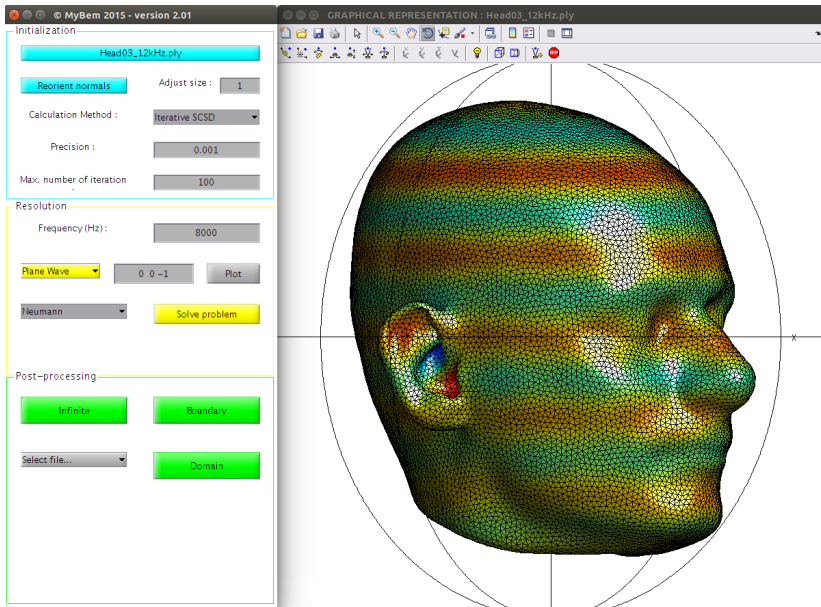 © MyBem 2015 - version 2.01
Initialization
Head03_12kHz.ply
Reorient normals
Adjust size :
1
Calculation Method :
Iterative SCSD
Precision :
0.001
Max. number of iteration
100
Resolution
Frequency (Hz) :
8000
Plane Wave
0 0 -1
Plot
Neumann
Solve problem
Post-processing
Infinite
Boundary
Select file...
Domain
GRAPHICAL REPRESENTATION : Head03_12kHz.ply
X